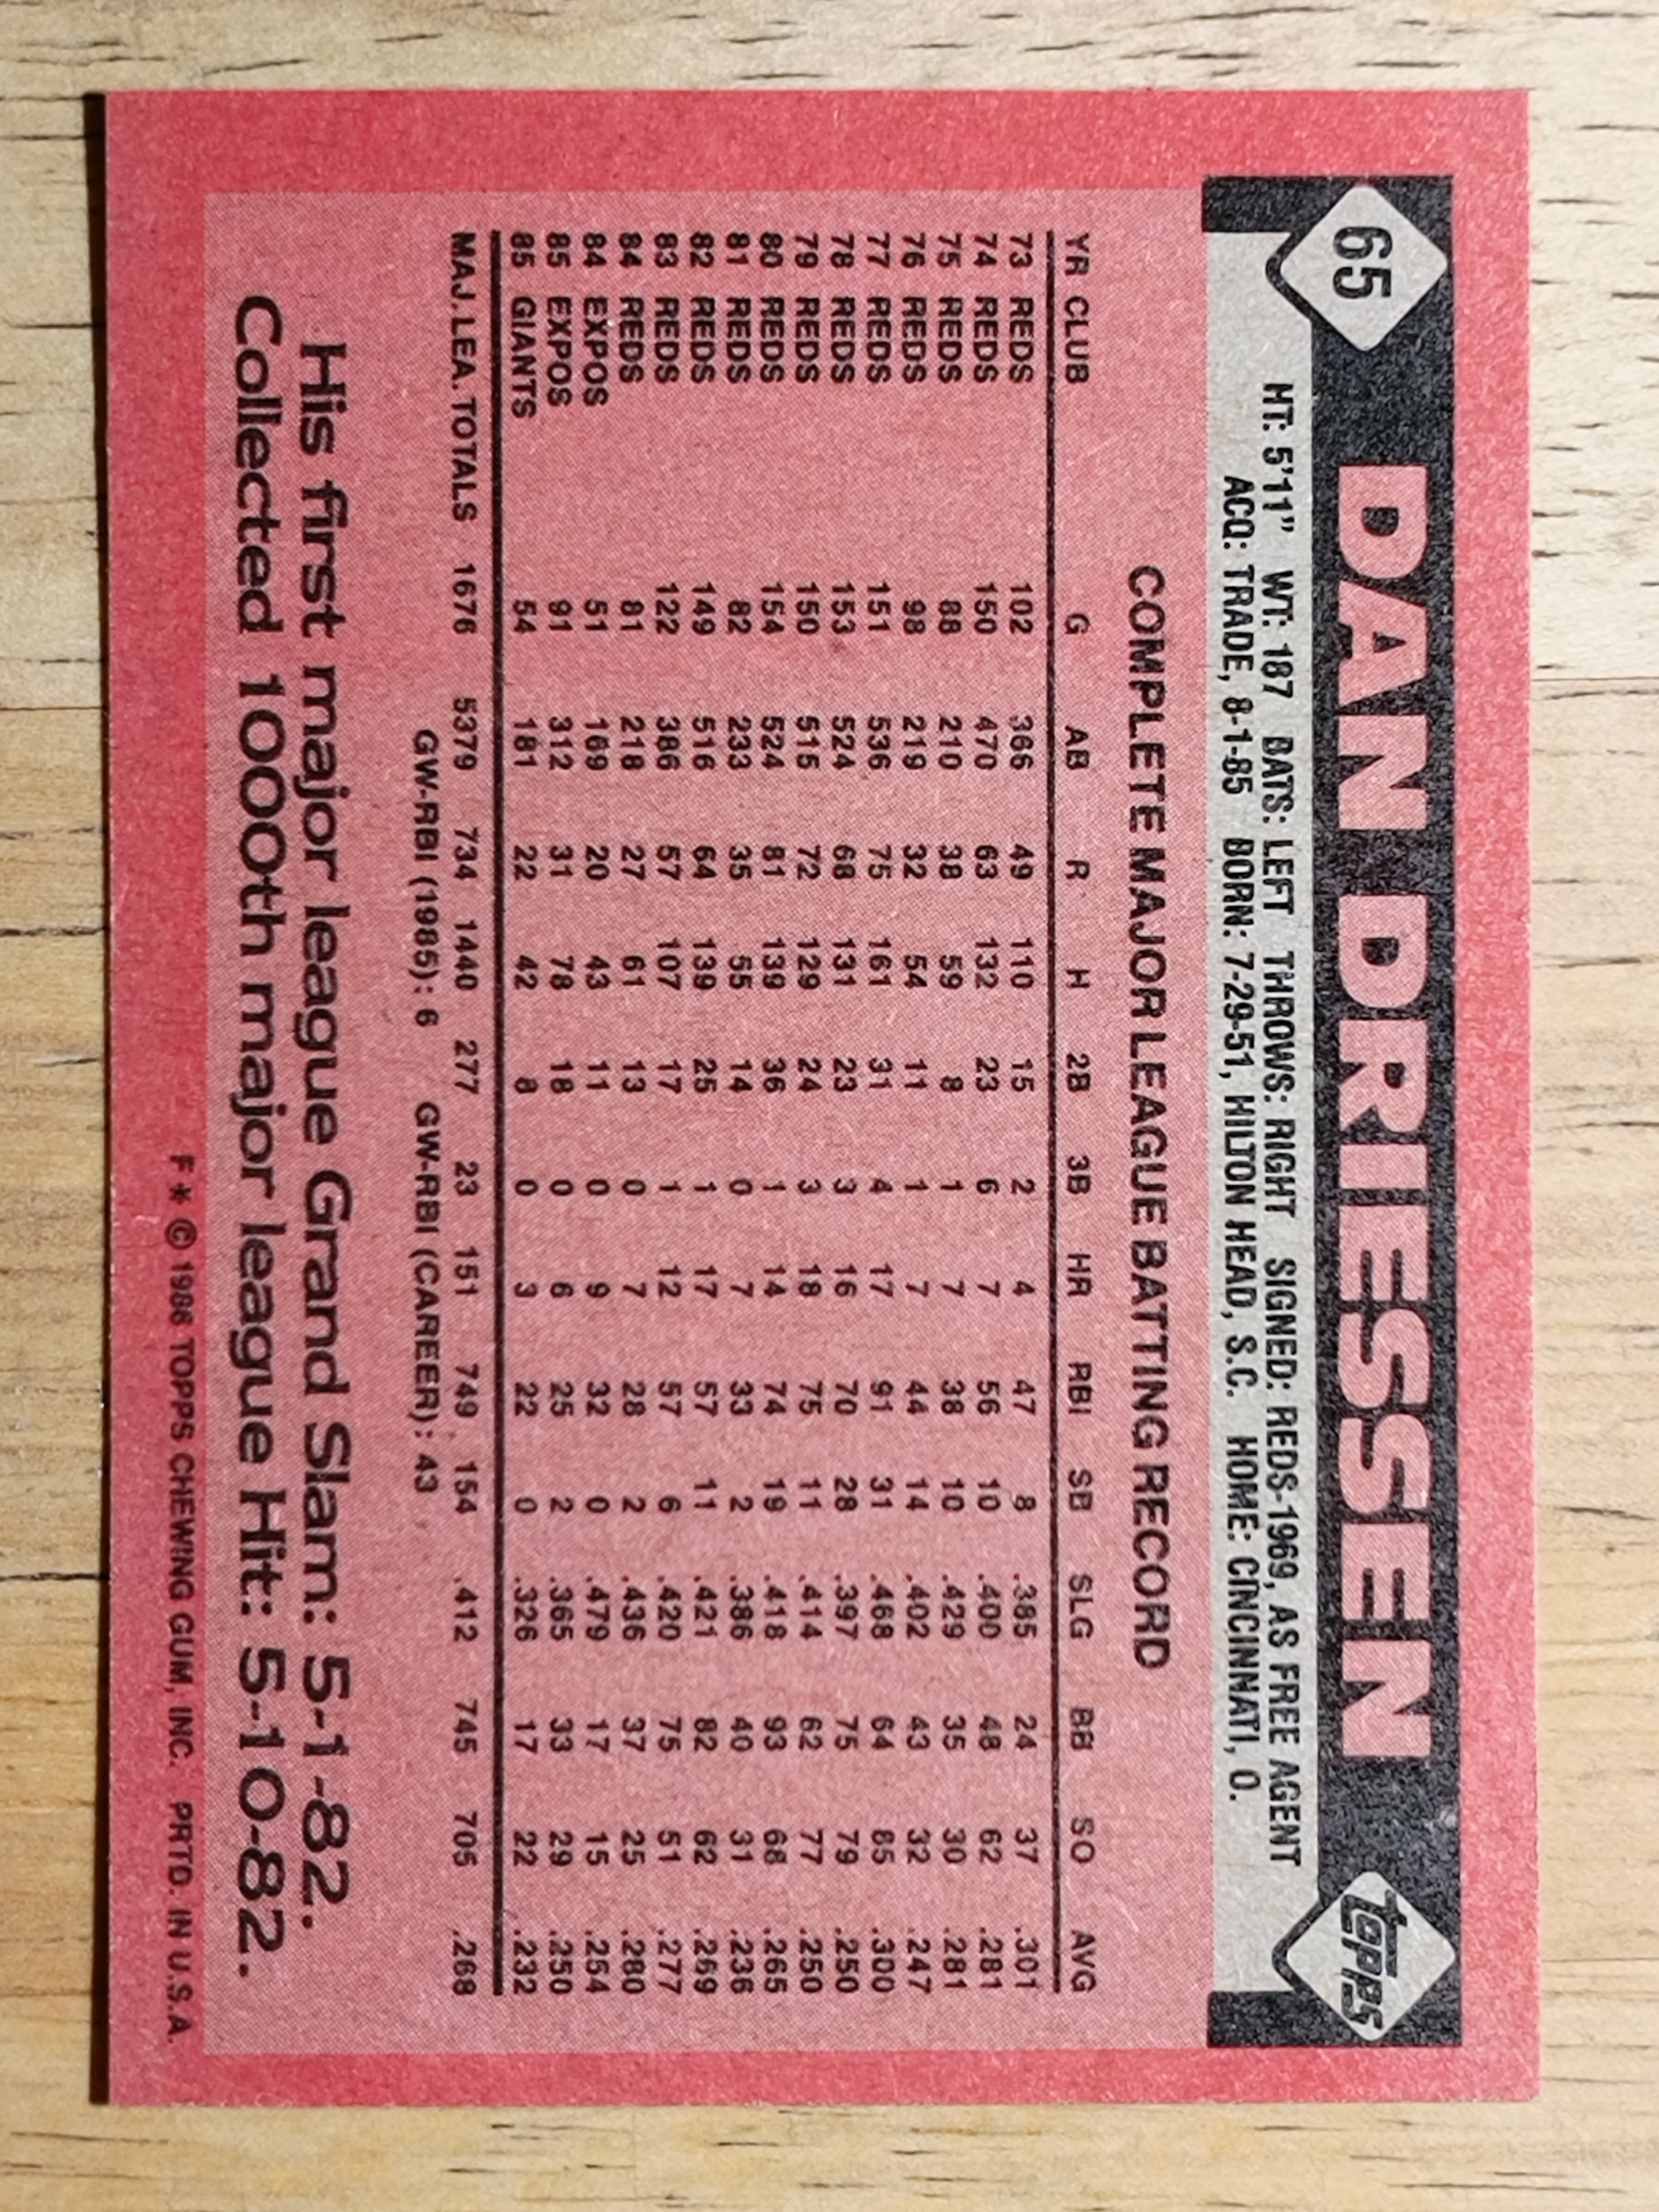 65 DAN DRIESSEN topps
HT: 5'11" WT: 187 BATS: LEFT THROWS: RIGHT SIGNED: REDS-1969, AS FREE AGENT
ACQ: TRADE, 8-1-85 BORN: 7-29-51, HILTON HEAD, S.C. HOME: CINCINNATI, O.
COMPLETE MAJOR LEAGUE BATTING RECORD
YR CLUB G AB R H 2B 3B HR RBI SB SLG BB SO AVG
73 REDS 102 366 49 110 15 2 4 47 8 .385 24 37 .301
74 REDS 150 470 63 132 23 6 7 56 10 .400 48 62 .281
75 REDS 88 210 38 59 8 1 7 38 10 .429 35 30 .281
76 REDS 98 219 32 54 11 1 7 44 14 .402 43 32 .247
77 REDS 151 536 75 161 31 4 17 91 31 .468 64 85 .300
78 REDS 153 524 68 131 23 3 16 70 28 .397 75 79 .250
79 REDS 150 515 72 129 24 3 18 75 11 .414 62 77 .250
80 REDS 154 524 81 139 36 1 14 74 19 .418 93 68 .265
81 REDS 82 233 35 55 14 0 7 33 2 .386 40 31 .236
82 REDS 149 516 64 139 25 1 17 57 11 .421 82 62 .269
83 REDS 122 386 57 107 17 1 12 57 6 .420 75 51 .277
84 REDS 81 218 27 61 13 0 7 28 2 .436 37 25 .280
84 EXPOS 51 169 20 43 11 0 9 32 0 .479 17 15 .254
85 EXPOS 91 312 31 78 18 0 6 25 2 .365 33 29 .250
85 GIANTS 54 181 22 42 8 0 3 22 0 .326 17 22 .232
MAJ. LEA. TOTALS 1676 5379 734 1440 277 23 151 749 154 .412 745 705 .268
GW-RBI (1985): 6 GW-RBI (CAREER): 43
His first major league Grand Slam: 5-1-82.
Collected 1000th major league Hit: 5-10-82.
F * © 1986 TOPPS CHEWING GUM, INC. PRTD. IN U.S.A.